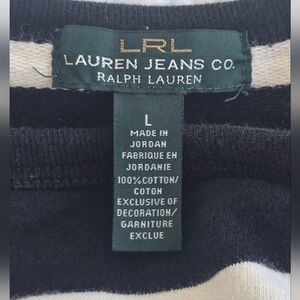 LRL
LAUREN JEANS CO.
RALPH LAUREN
L
MADE IN
JORDAN
FABRIQUE EN
JORDANIE
100%COTTON/
COTON
EXCLUSIVE OF
DECORATION/
GARNITURE
EXCLUE